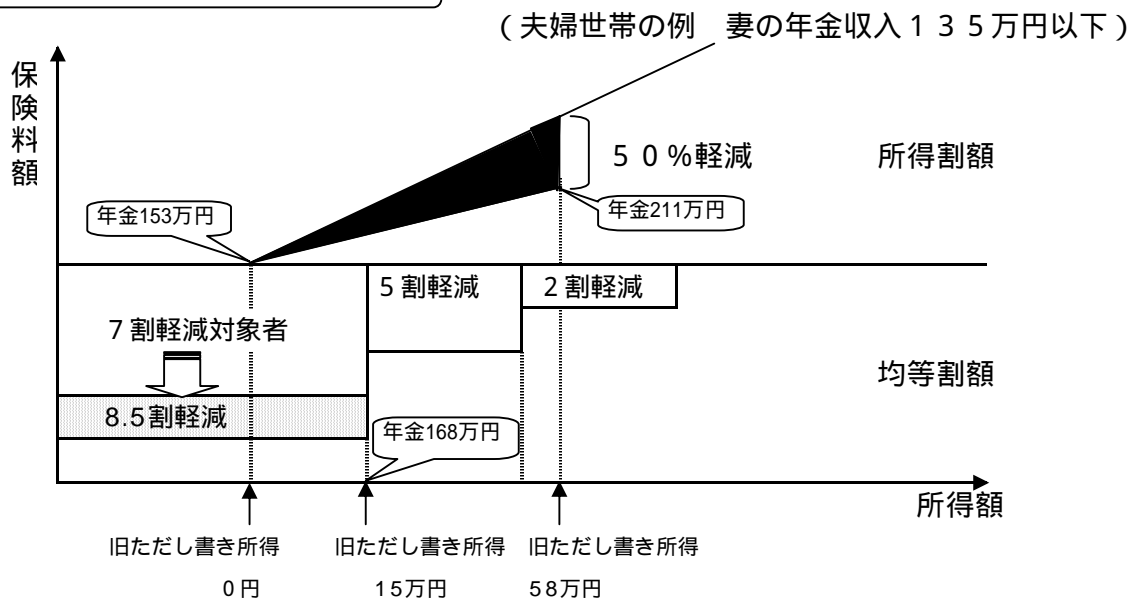 （夫婦世帯の例　妻の年金収入１３５万円以下）
保険料額
５０%軽減
所得割額
年金153万円
年金211万円
５割軽減
２割軽減
７割軽減対象者
均等割額
8.5割軽減
年金168万円
所得額
旧ただし書き所得
０円
旧ただし書き所得
15万円
旧ただし書き所得
58万円